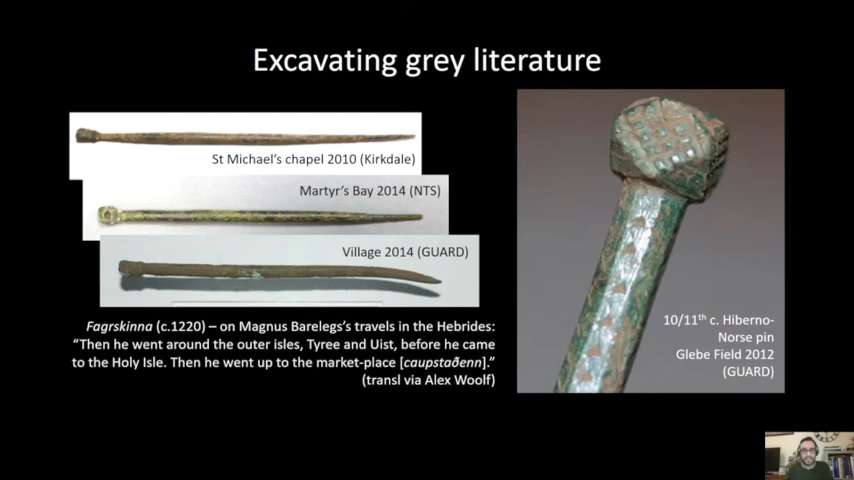 Excavating grey literature
St Michael's chapel 2010 (Kirkdale)
Martyr's Bay 2014 (NTS)
Village 2014 (GUARD)
Fagrskinna (c.1220) – on Magnus Barelegs's travels in the Hebrides:
"Then he went around the outer isles, Tyree and Uist, before he came
to the Holy Isle. Then he went up to the market-place [caupstaðenn]."
(transl via Alex Woolf)
10/11th c. Hiberno-
Norse pin
Glebe Field 2012
(GUARD)